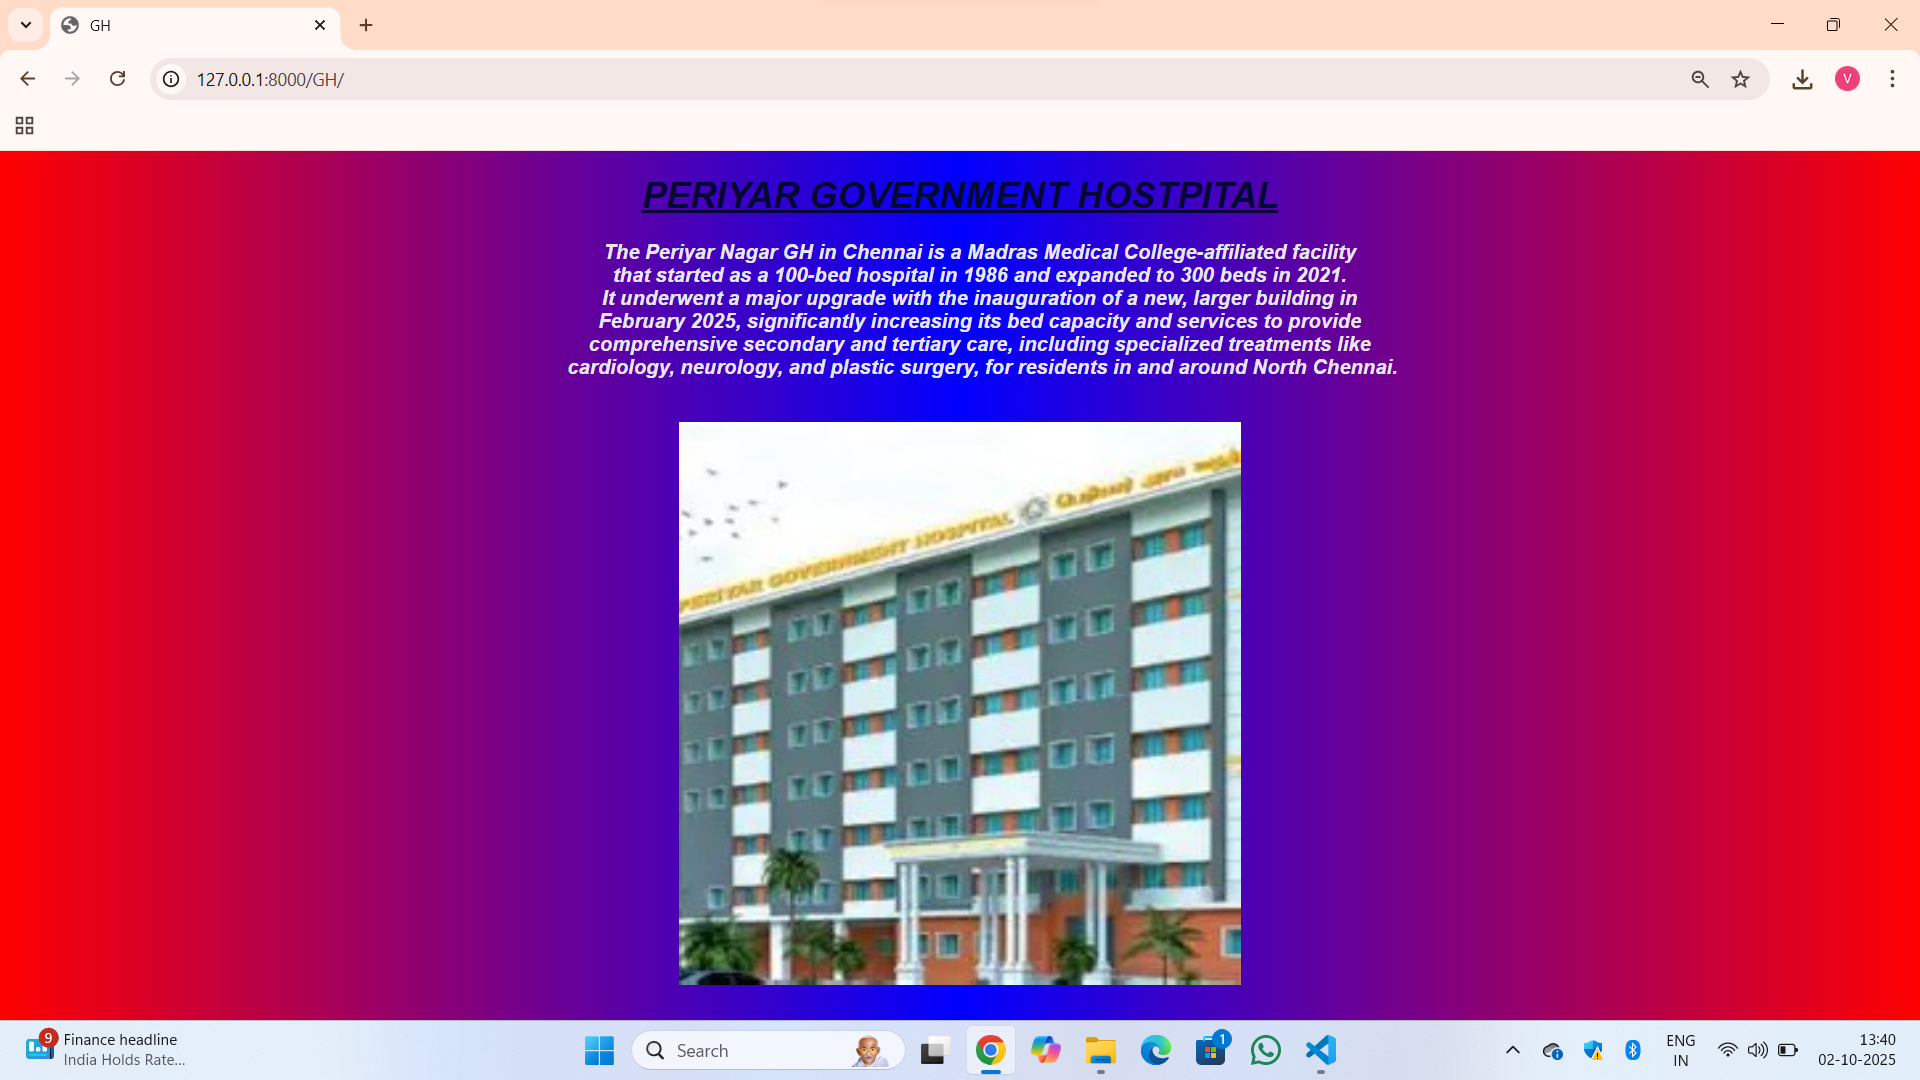 GH
127.0.0.1:8000/GH/
V
PERIYAR GOVERNMENT HOSTPITAL
The Periyar Nagar GH in Chennai is a Madras Medical College-affiliated facility
that started as a 100-bed hospital in 1986 and expanded to 300 beds in 2021.
It underwent a major upgrade with the inauguration of a new, larger building in
February 2025, significantly increasing its bed capacity and services to provide
comprehensive secondary and tertiary care, including specialized treatments like
cardiology, neurology, and plastic surgery, for residents in and around North Chennai.
PERIYAR GOVERNMENT HOSPITAL பெரியார் அரசு
9
Finance headline
India Holds Rate...
Search
1
ENG
IN
13:40
02-10-2025